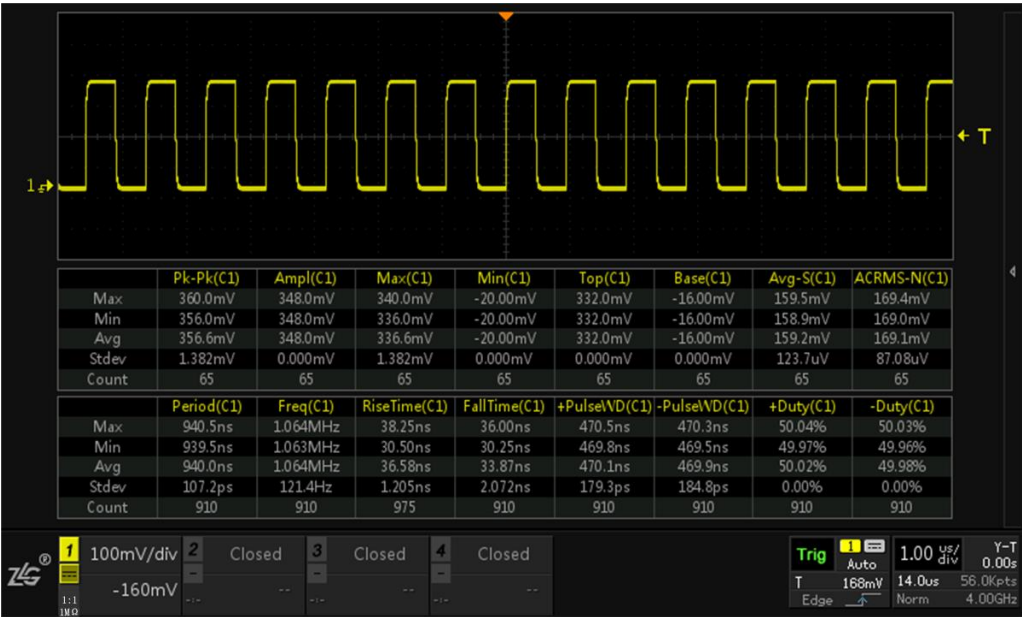 T
1
Pk-Pk(C1) Ampl(C1) Max(C1) Min(C1) Top(C1) Base(C1) Avg-S(C1) ACRMS-N(C1)
Max 360.0mV 348.0mV 340.0mV -20.00mV 332.0mV -16.00mV 159.5mV 169.4mV
Min 356.0mV 348.0mV 336.0mV -20.00mV 332.0mV -16.00mV 158.9mV 169.0mV
Avg 356.6mV 348.0mV 336.6mV -20.00mV 332.0mV -16.00mV 159.2mV 169.1mV
Stdev 1.382mV 0.000mV 1.382mV 0.000mV 0.000mV 0.000mV 123.7uV 87.08uV
Count 65 65 65 65 65 65 65 65
Period(C1) Freq(C1) RiseTime(C1) FallTime(C1) +PulseWD(C1) -PulseWD(C1) +Duty(C1) -Duty(C1)
Max 940.5ns 1.064MHz 38.25ns 36.00ns 470.5ns 470.3ns 50.04% 50.03%
Min 939.5ns 1.063MHz 30.50ns 30.25ns 469.8ns 469.5ns 49.97% 49.96%
Avg 940.0ns 1.064MHz 36.58ns 33.87ns 470.1ns 469.9ns 50.02% 49.98%
Stdev 107.2ps 121.4Hz 1.205ns 2.072ns 179.3ps 184.8ps 0.00% 0.00%
Count 910 910 975 910 910 910 910 910
ZLG® 1 100mV/div 2 Closed 3 Closed 4 Closed Trig 1 Auto 1.00 us/div Y-T 0.00s
-160mV -- -- -- T 168mV 14.0us 56.0Kpts
1:1 -:- -:- -:- Edge Norm 4.00GHz
1MΩ